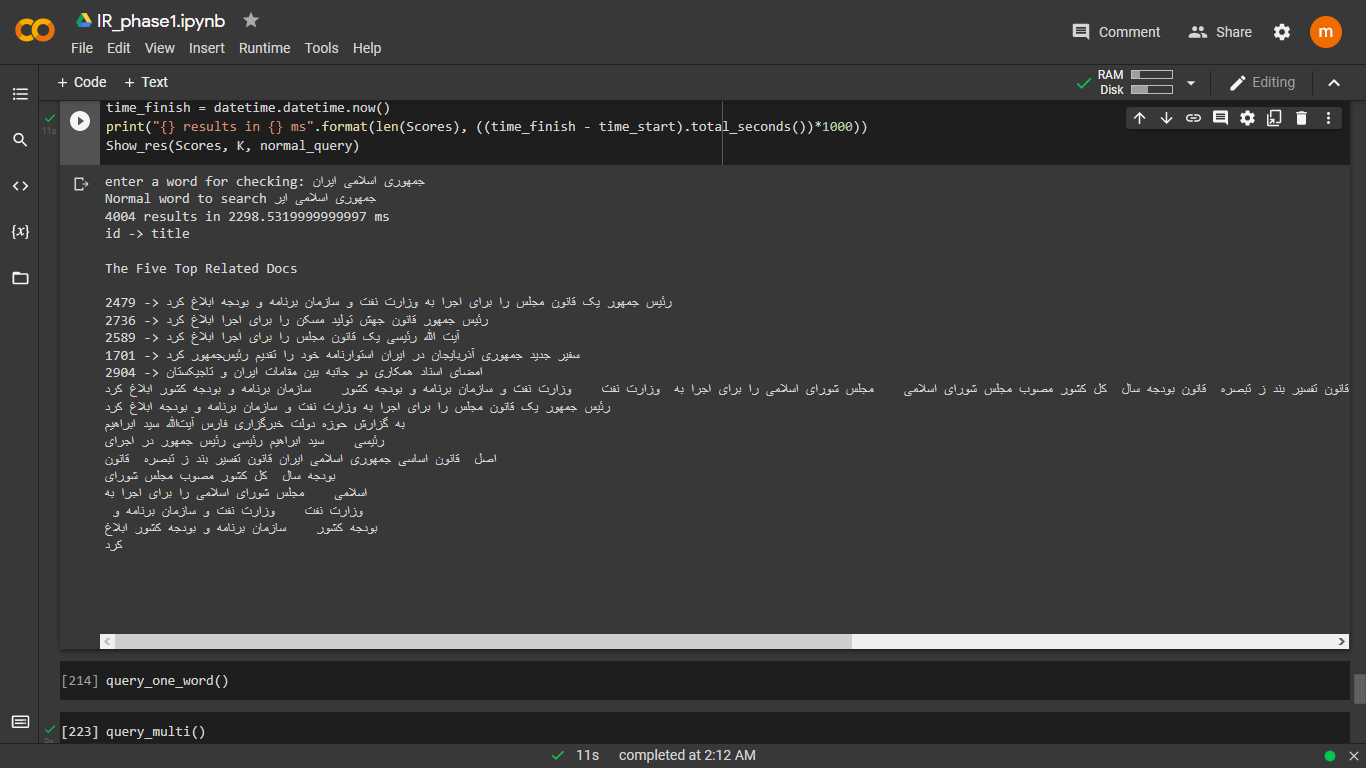 IR_phase1.ipynb
File Edit View Insert Runtime Tools Help
Comment
Share
m
+ Code + Text
RAM
Disk
Editing
11s
time_finish = datetime.datetime.now()
print("{} results in {} ms".format(len(Scores), ((time_finish - time_start).total_seconds())*1000))
Show_res(Scores, K, normal_query)
enter a word for checking: جمهوری اسلامی ایران
Normal word to search جمهوری اسلامی ایر
4004 results in 2298.5319999999997 ms
id -> title
The Five Top Related Docs
2479 -> رئیس جمهور یک قانون مجلس را برای اجرا به وزارت نفت و سازمان برنامه و بودجه ابلاغ کرد
2736 -> رئیس جمهور قانون جهش تولید مسکن را برای اجرا ابلاغ کرد
2589 -> آیت الله رئیسی یک قانون مجلس را برای اجرا ابلاغ کرد
1701 -> سفیر جدید جمهوری آذربایجان در ایران استوارنامه خود را تقدیم رئیس‌جمهور کرد
2904 -> امضای اسناد همکاری دو جانبه بین مقامات ایران و تاجیکستان
قانون تفسیر بند ز تبصره قانون بودجه سال کل کشور مصوب مجلس شورای اسلامی مجلس شورای اسلامی را برای اجرا به وزارت نفت وزارت نفت و سازمان برنامه و بودجه کشور سازمان برنامه و بودجه کشور ابلاغ کرد
رئیس جمهور یک قانون مجلس را برای اجرا به وزارت نفت و سازمان برنامه و بودجه ابلاغ کرد
به گزارش حوزه دولت خبرگزاری فارس آیت‌الله سید ابراهیم
رئیسی سید ابراهیم رئیسی رئیس جمهور در اجرای
اصل قانون اساسی جمهوری اسلامی ایران قانون تفسیر بند ز تبصره قانون
بودجه سال کل کشور مصوب مجلس شورای
اسلامی مجلس شورای اسلامی را برای اجرا به
وزارت نفت وزارت نفت و سازمان برنامه و
بودجه کشور سازمان برنامه و بودجه کشور ابلاغ
کرد
[214] query_one_word()
[223] query_multi()
11s completed at 2:12 AM